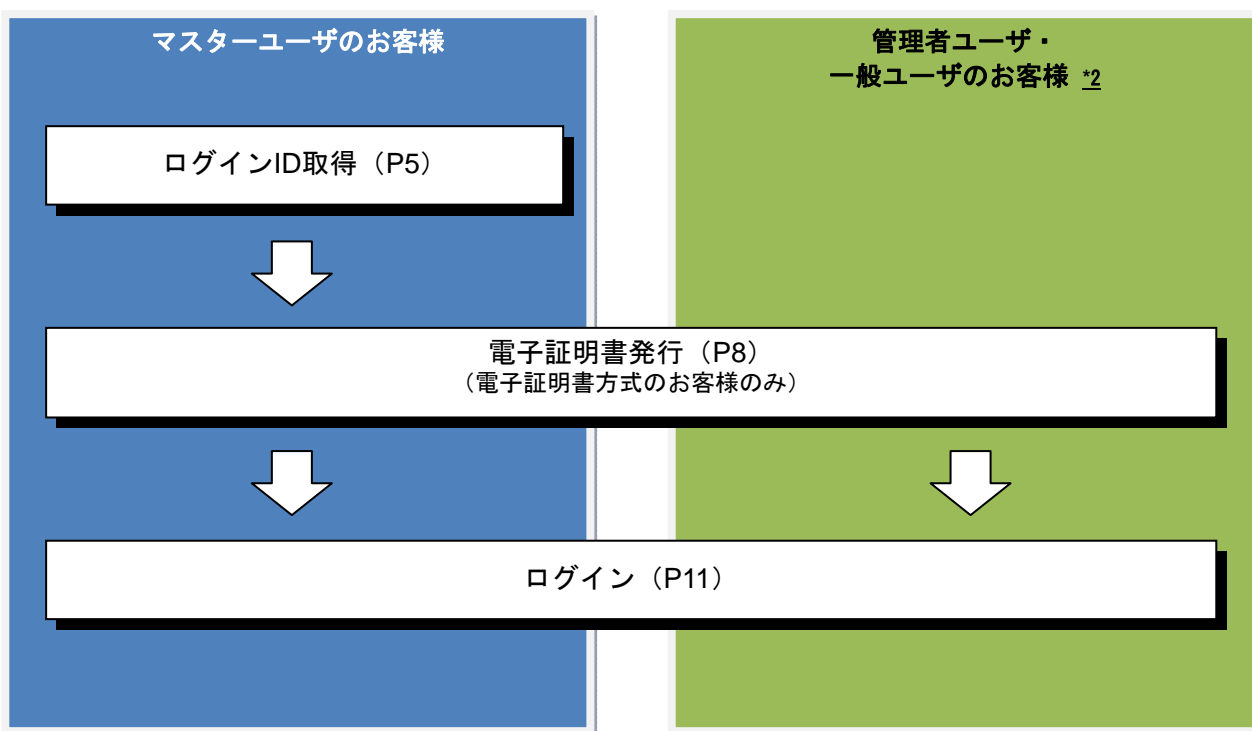 マスターユーザのお客様
管理者ユーザ・
一般ユーザのお客様 *2
ログインID取得（P5）
電子証明書発行（P8）
（電子証明書方式のお客様のみ）
ログイン（P11）